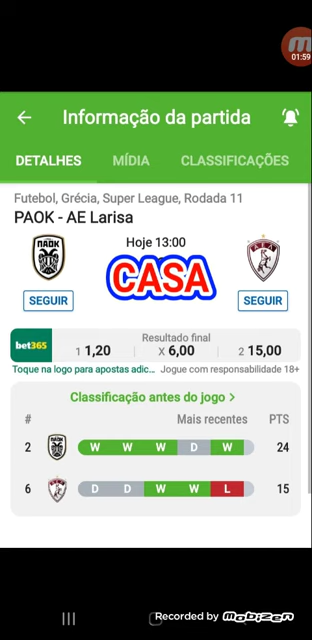 01:59
Informação da partida
DETALHES MÍDIA CLASSIFICAÇÕES
Futebol, Grécia, Super League, Rodada 11
PAOK - AE Larisa
Hoje 13:00
ΠΑΟΚ
CASA
SEGUIR SEGUIR
bet365
Resultado final
1 1,20 X 6,00 2 15,00
Toque na logo para apostas adic... Jogue com responsabilidade 18+
Classificação antes do jogo >
# Mais recentes PTS
2 W W W D W 24
6 D D W W L 15
Recorded by mobizen